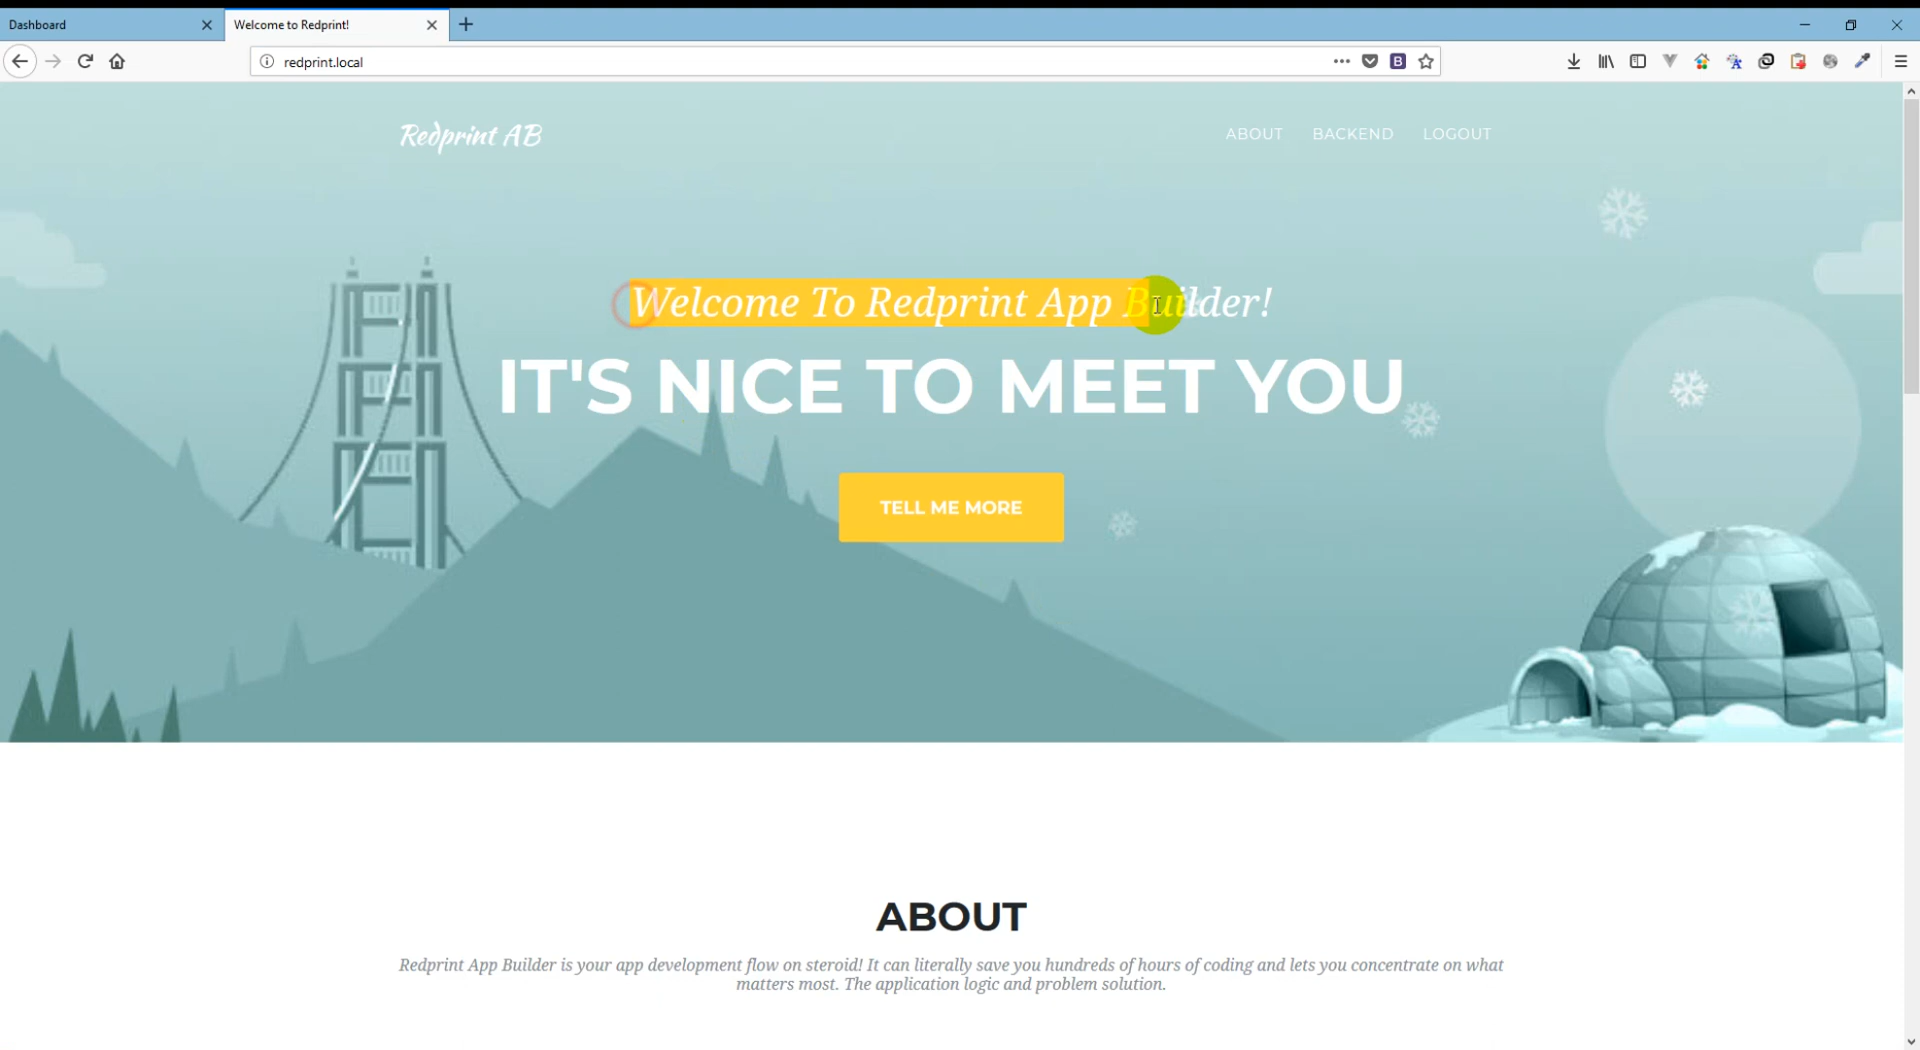 Dashboard
Welcome to Redprint!
redprint.local
B
Redprint AB
ABOUT
BACKEND
LOGOUT
Welcome To Redprint App Builder!
IT'S NICE TO MEET YOU
TELL ME MORE
ABOUT
Redprint App Builder is your app development flow on steroid! It can literally save you hundreds of hours of coding and lets you concentrate on what
matters most. The application logic and problem solution.